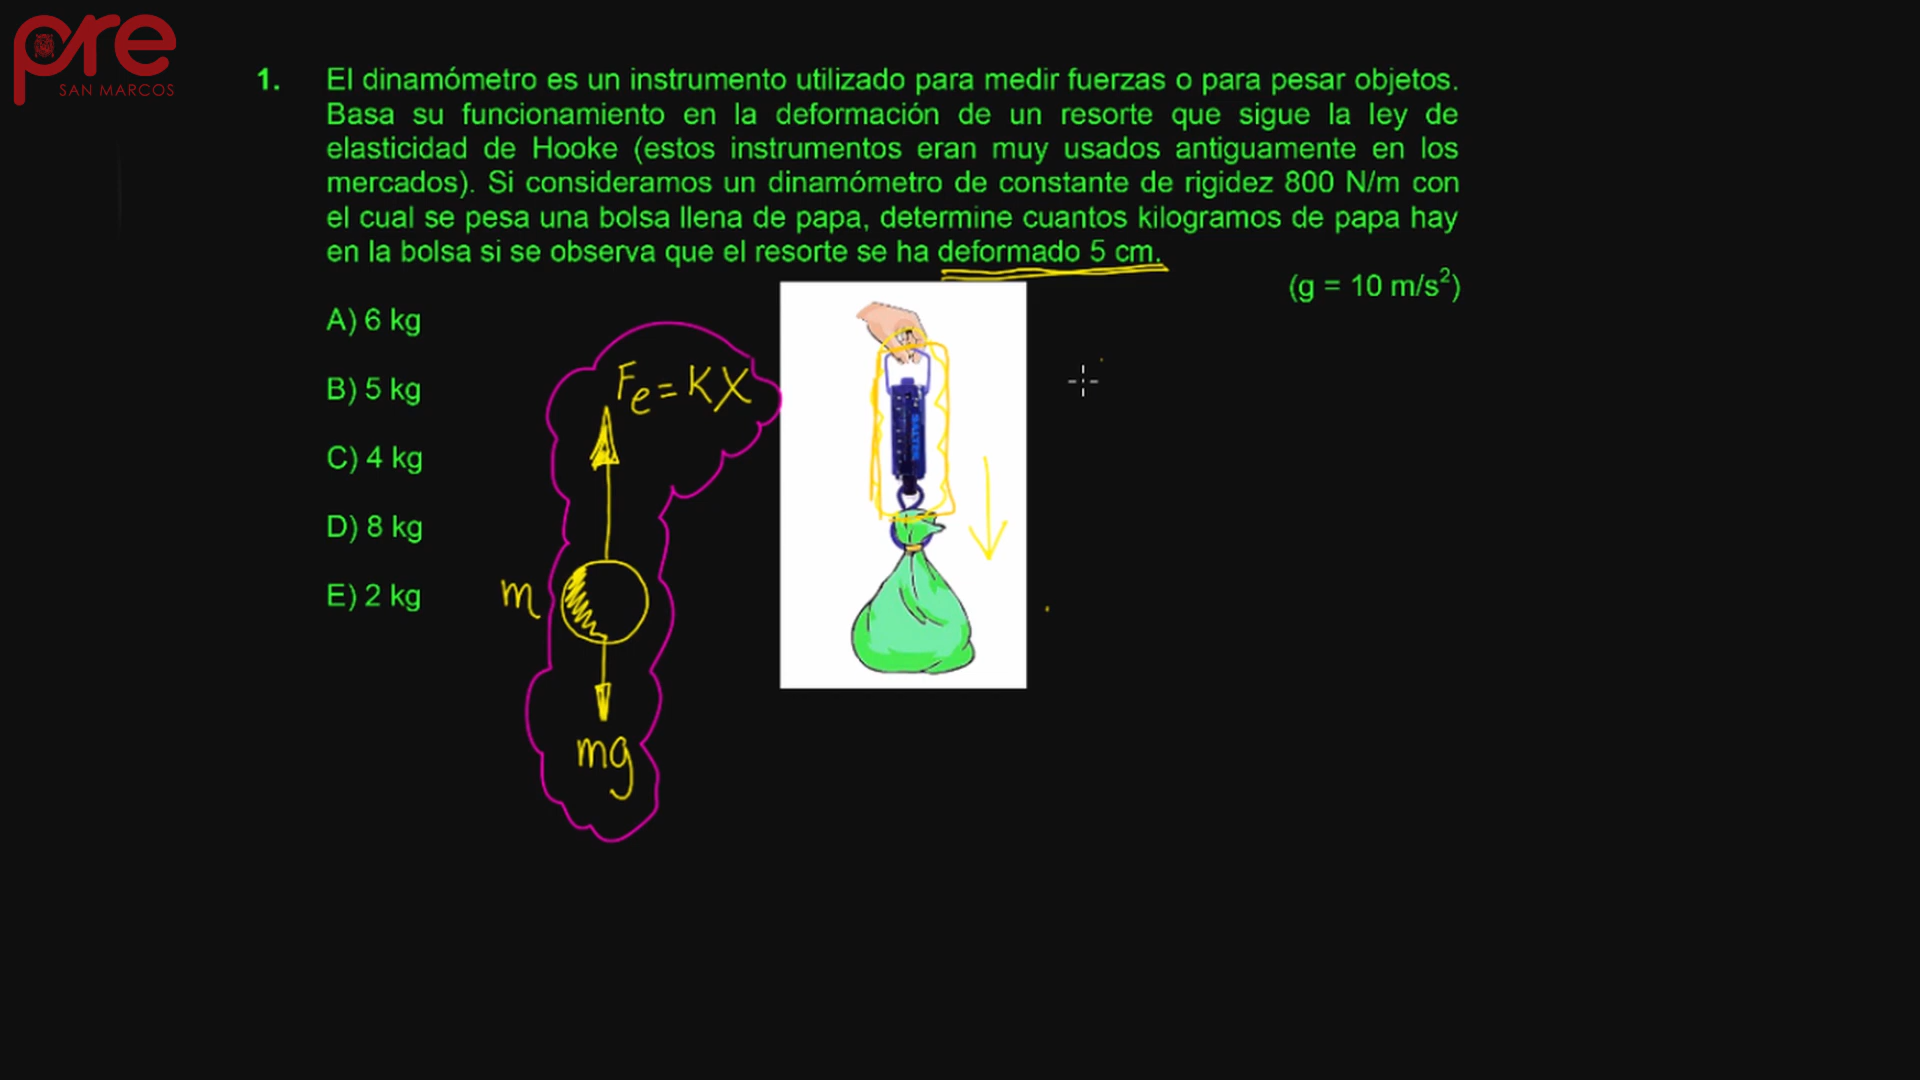 pre
SAN MARCOS
1. El dinamómetro es un instrumento utilizado para medir fuerzas o para pesar objetos.
Basa su funcionamiento en la deformación de un resorte que sigue la ley de
elasticidad de Hooke (estos instrumentos eran muy usados antiguamente en los
mercados). Si consideramos un dinamómetro de constante de rigidez 800 N/m con
el cual se pesa una bolsa llena de papa, determine cuantos kilogramos de papa hay
en la bolsa si se observa que el resorte se ha deformado 5 cm.
(g = 10 m/s²)
A) 6 kg
B) 5 kg
C) 4 kg
D) 8 kg
E) 2 kg
Fe = KX
m
mg
SALTER